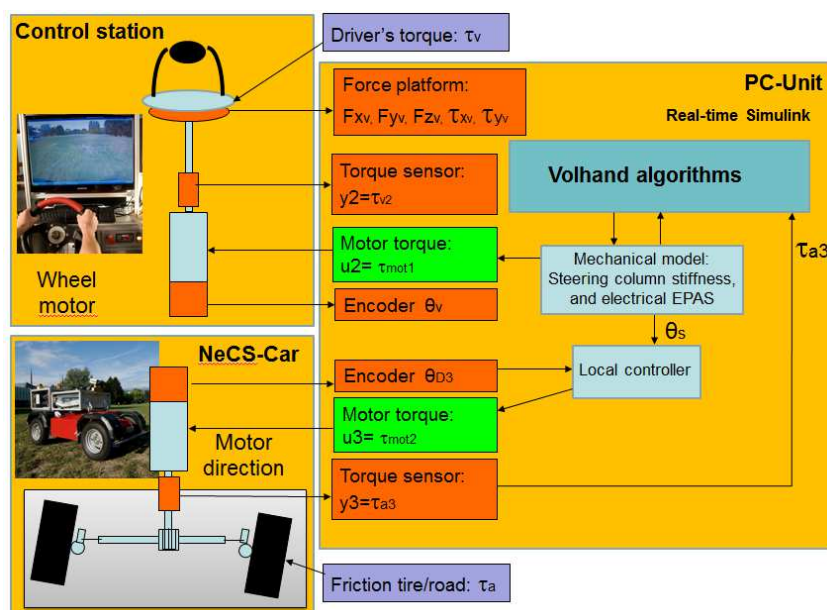 Control station
Driver's torque: τv
Force platform:
Fxv, Fyv, Fzv, τxv, τyv
PC-Unit
Real-time Simulink
Torque sensor:
y2=τv2
Volhand algorithms
Motor torque:
u2= τmot1
Mechanical model:
Steering column stiffness,
and electrical EPAS
τa3
Wheel
motor
Encoder θv
θs
NeCS-Car
Encoder θD3
Local controller
Motor torque:
u3= τmot2
Motor
direction
Torque sensor:
y3=τa3
Friction tire/road: τa